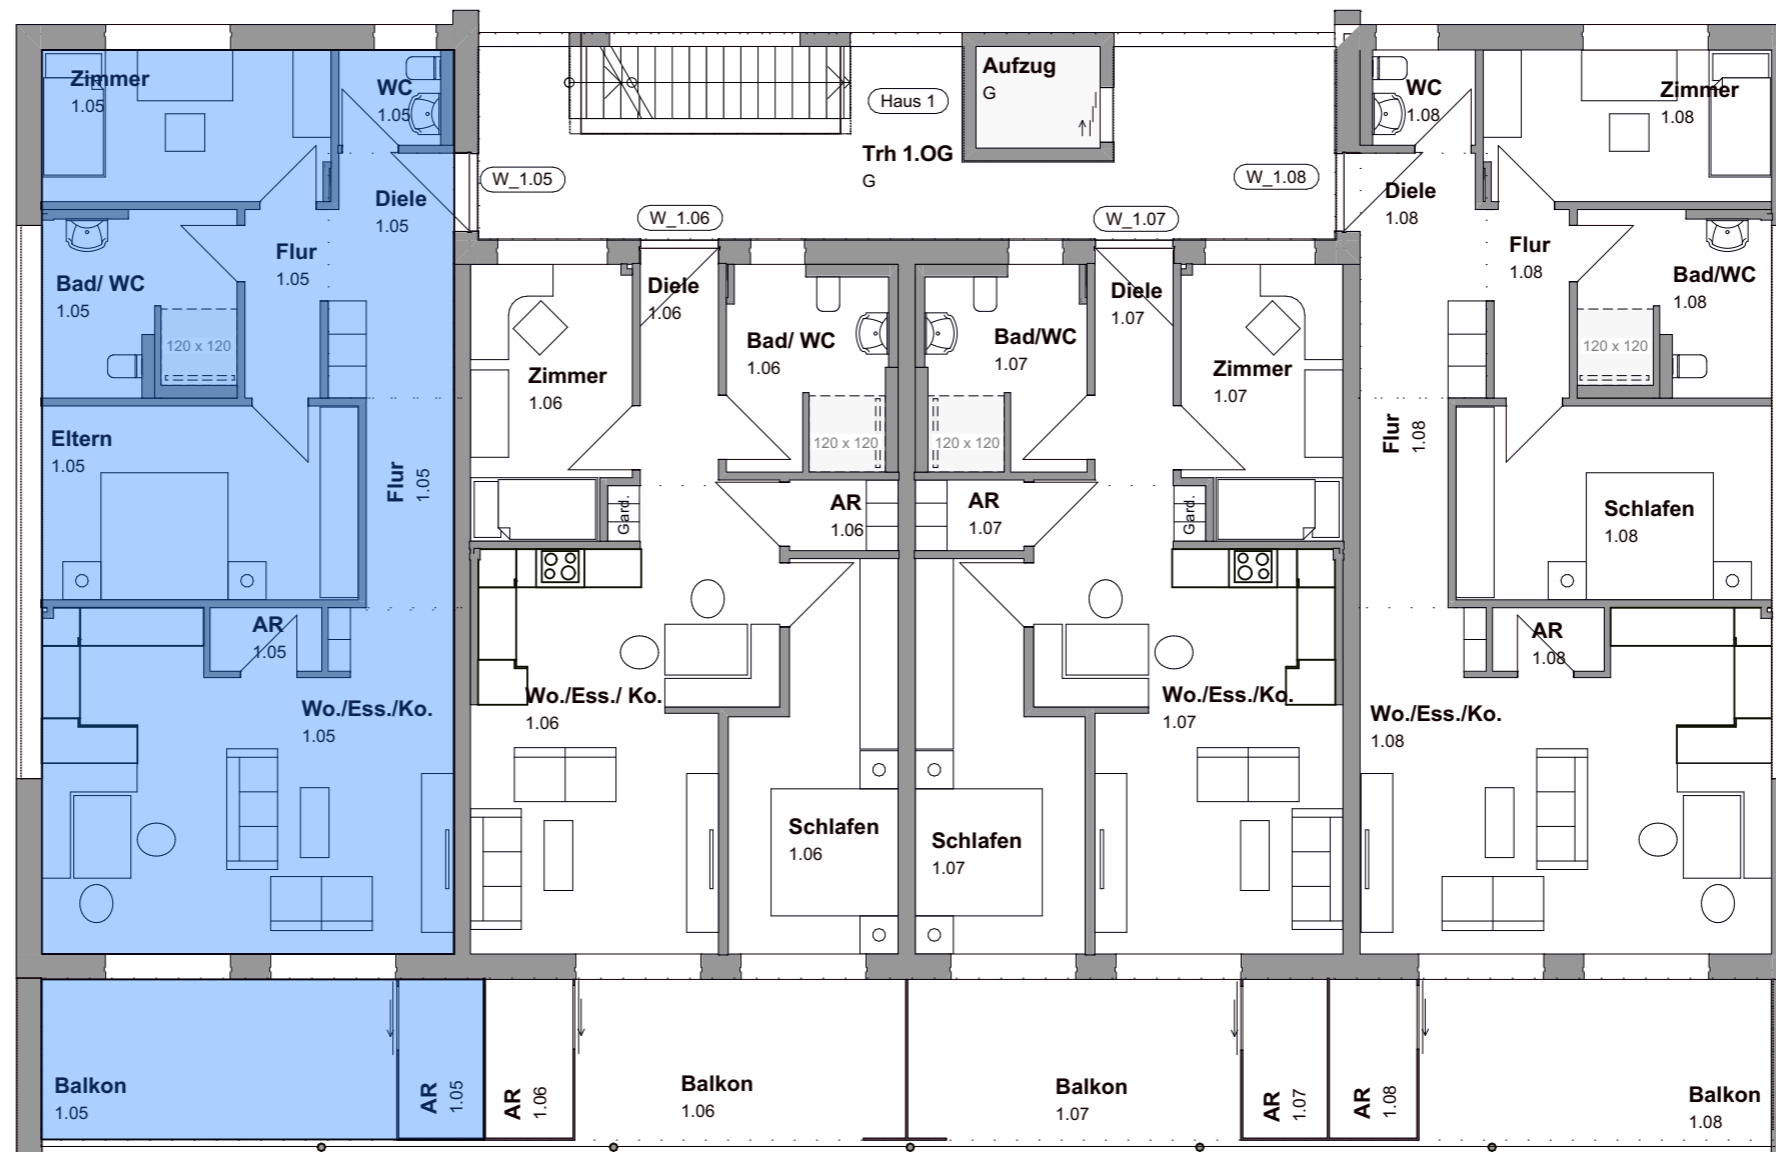 Zimmer
1.05
WC
1.05
Haus 1
Aufzug
G
WC
1.08
Zimmer
1.08
Trh 1.OG
G
W_1.05
W_1.08
Diele
1.05
W_1.06
W_1.07
Diele
1.08
Flur
1.05
Bad/ WC
1.05
Diele
1.06
Diele
1.07
Flur
1.08
Bad/WC
1.08
120 x 120
Bad/ WC
1.06
Bad/WC
1.07
120 x 120
Zimmer
1.06
Zimmer
1.07
Eltern
1.05
120 x 120
120 x 120
Flur
1.05
Flur
1.08
Gard.
AR
1.06
AR
1.07
Gard.
Schlafen
1.08
AR
1.05
AR
1.08
Wo./Ess./Ko.
1.05
Wo./Ess./ Ko.
1.06
Wo./Ess./Ko.
1.07
Wo./Ess./Ko.
1.08
Schlafen
1.06
Schlafen
1.07
Balkon
1.05
AR
1.05
AR
1.06
Balkon
1.06
Balkon
1.07
AR
1.07
AR
1.08
Balkon
1.08